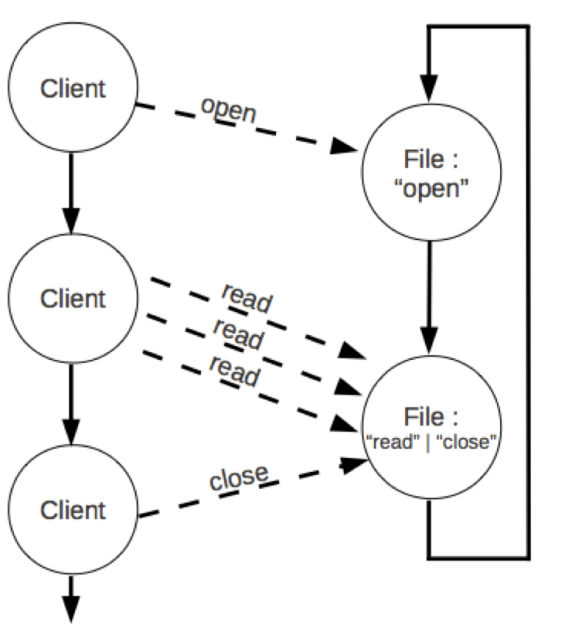 Client
open
File :
“open”
Client
read
read
read
File :
“read” | “close”
close
Client